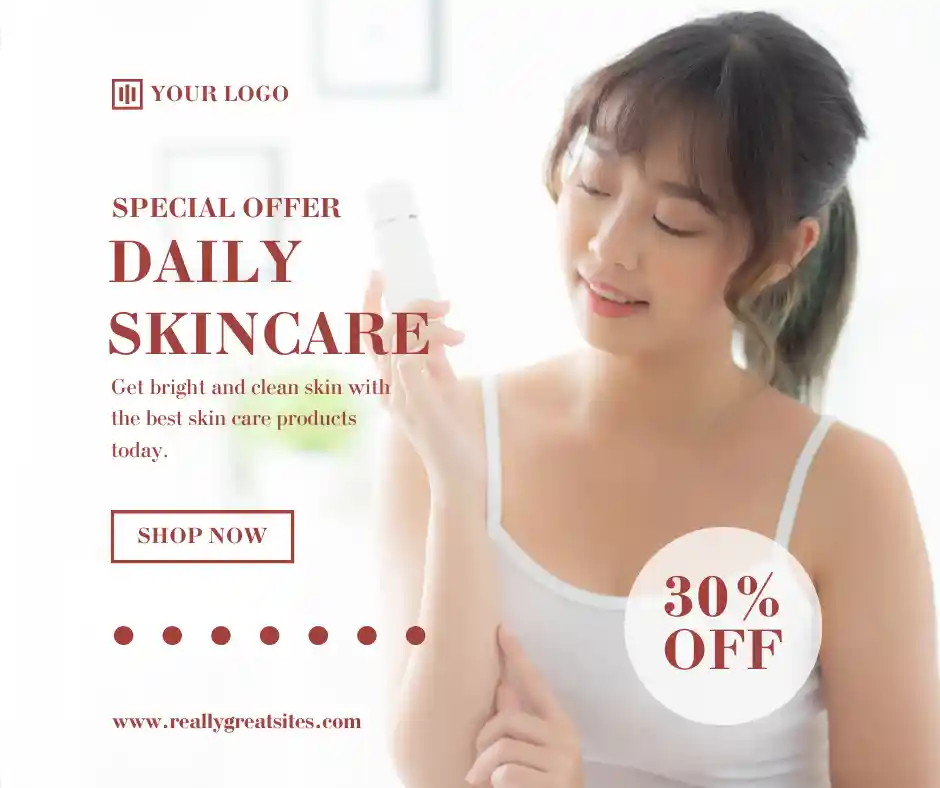 YOUR LOGO
SPECIAL OFFER
DAILY
SKINCARE
Get bright and clean skin with
the best skin care products
today.
SHOP NOW
30%
OFF
www.reallygreatsites.com